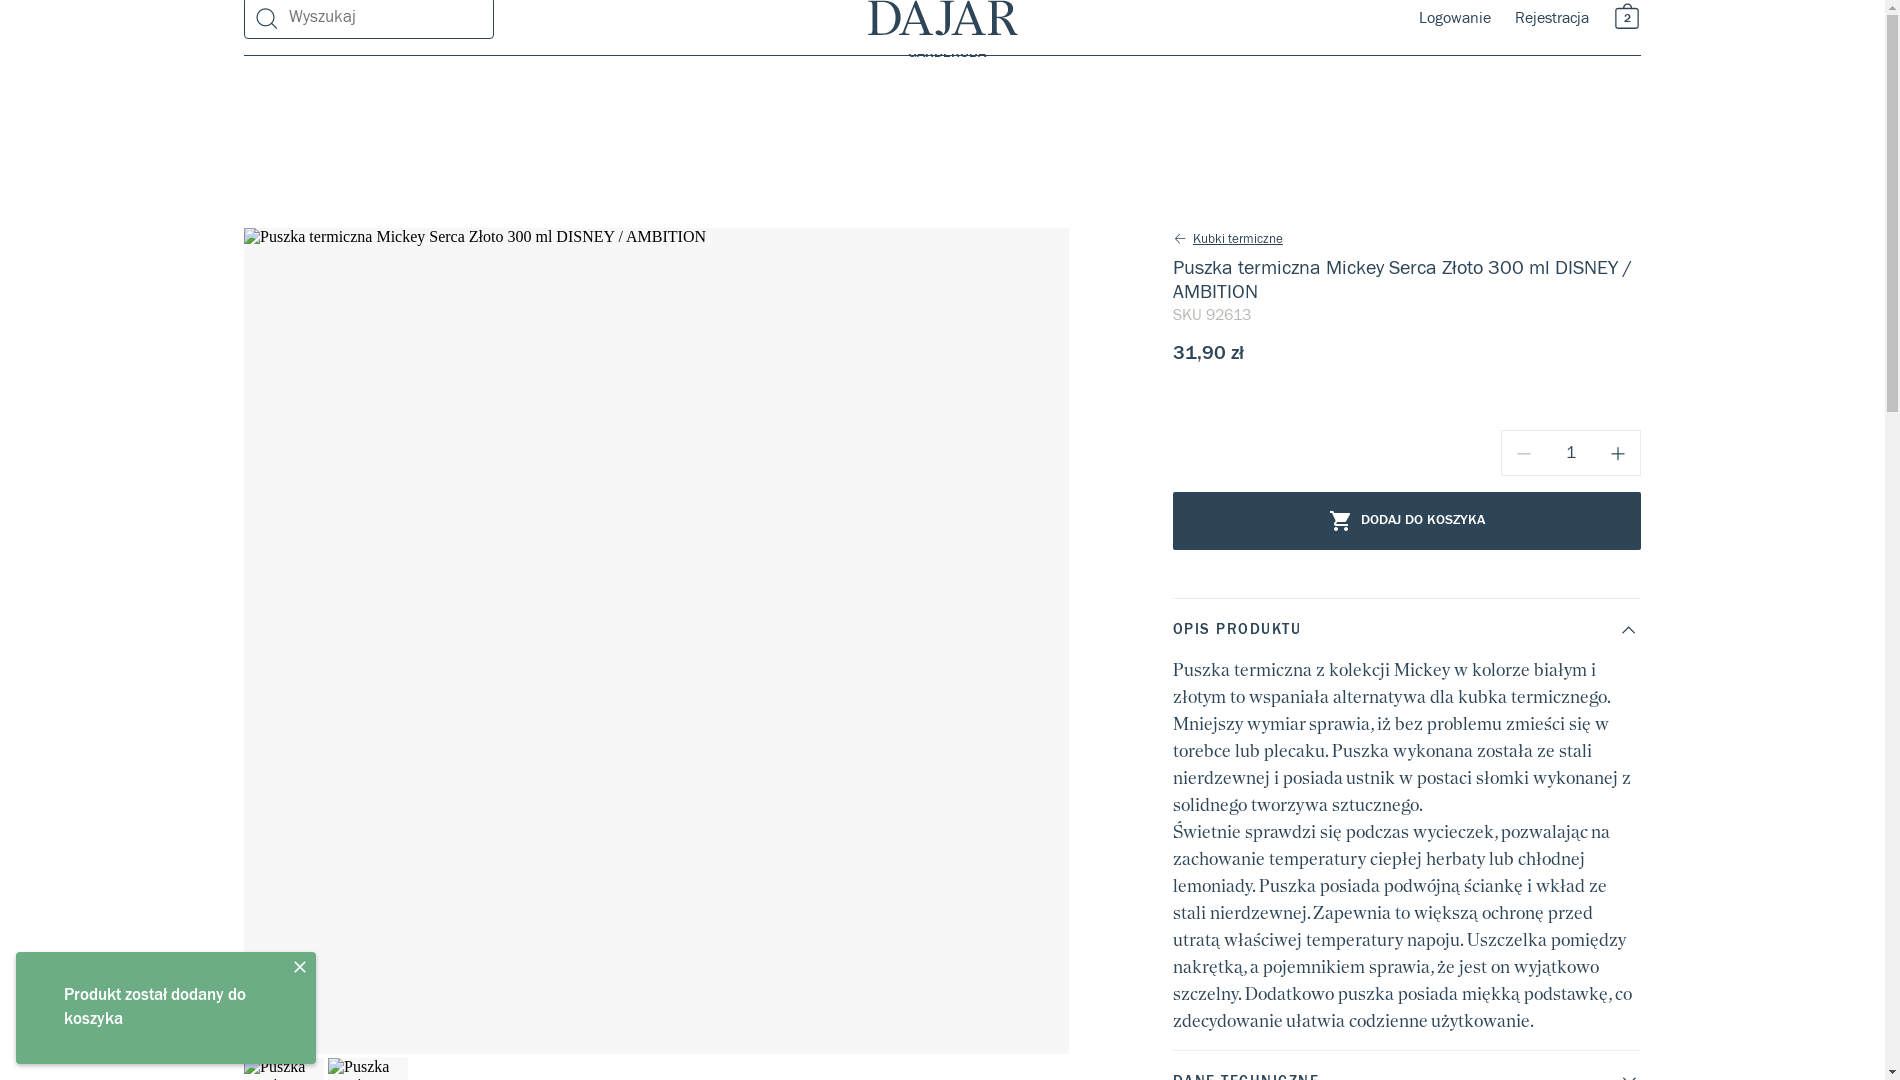 Wyszukaj
DAJAR
Logowanie
Rejestracja
2
Puszka termiczna Mickey Serca Złoto 300 ml DISNEY / AMBITION
Kubki termiczne
Puszka termiczna Mickey Serca Złoto 300 ml DISNEY /
AMBITION
SKU 92613
31,90 zł
1
DODAJ DO KOSZYKA
OPIS PRODUKTU
Puszka termiczna z kolekcji Mickey w kolorze białym i
złotym to wspaniała alternatywa dla kubka termicznego.
Mniejszy wymiar sprawia, iż bez problemu zmieści się w
torebce lub plecaku. Puszka wykonana została ze stali
nierdzewnej i posiada ustnik w postaci słomki wykonanej z
solidnego tworzywa sztucznego.
Świetnie sprawdzi się podczas wycieczek, pozwalając na
zachowanie temperatury ciepłej herbaty lub chłodnej
lemoniady. Puszka posiada podwójną ściankę i wkład ze
stali nierdzewnej. Zapewnia to większą ochronę przed
utratą właściwej temperatury napoju. Uszczelka pomiędzy
nakrętką, a pojemnikiem sprawia, że jest on wyjątkowo
szczelny. Dodatkowo puszka posiada miękką podstawkę, co
zdecydowanie ułatwia codzienne użytkowanie.
DANE TECHNICZNE
Produkt został dodany do
koszyka
Puszka
Puszka